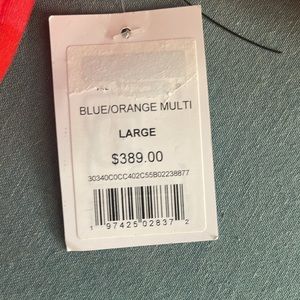 BLUE/ORANGE MULTI
LARGE
$389.00
30340C0CC402C55B02238877
1 97425 02837 2